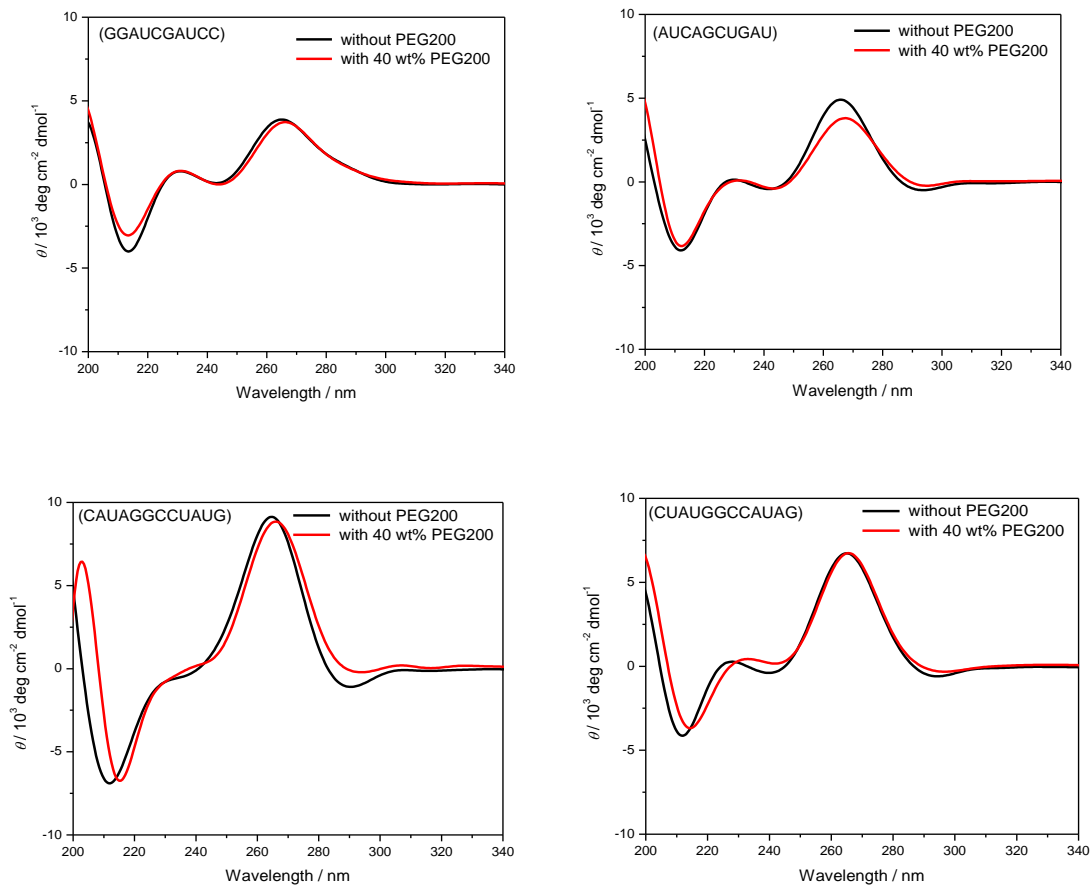 (GGAUCGAUCC)
without PEG200
with 40 wt% PEG200
10
5
0
-5
-10
θ / 10³ deg cm⁻² dmol⁻¹
200 220 240 260 280 300 320 340
Wavelength / nm
(AUCAGCUGAU)
without PEG200
with 40 wt% PEG200
10
5
0
-5
-10
θ / 10³ deg cm⁻² dmol⁻¹
200 220 240 260 280 300 320 340
Wavelength / nm
(CAUAGGCCUAUG)
without PEG200
with 40 wt% PEG200
10
5
0
-5
-10
θ / 10³ deg cm⁻² dmol⁻¹
200 220 240 260 280 300 320 340
Wavelength / nm
(CUAUGGCCAUAG)
without PEG200
with 40 wt% PEG200
10
5
0
-5
-10
θ / 10³ deg cm⁻² dmol⁻¹
200 220 240 260 280 300 320 340
Wavelength / nm